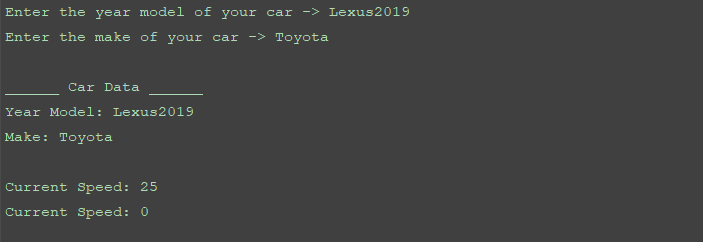 Enter the year model of your car -> Lexus2019
Enter the make of your car -> Toyota
______ Car Data ______
Year Model: Lexus2019
Make: Toyota
Current Speed: 25
Current Speed: 0